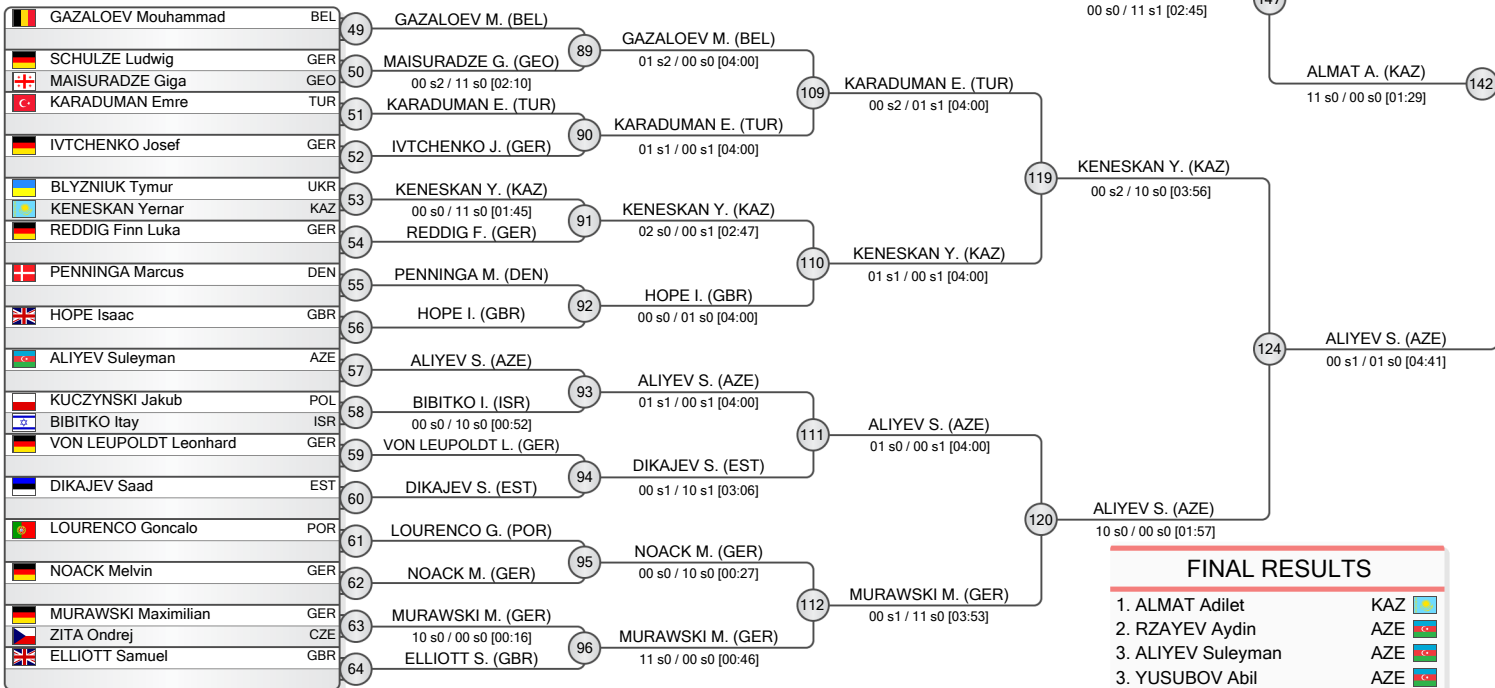 GAZALOEV Mouhammad BEL
SCHULZE Ludwig GER
MAISURADZE Giga GEO
KARADUMAN Emre TUR
IVTCHENKO Josef GER
BLYZNIUK Tymur UKR
KENESKAN Yernar KAZ
REDDIG Finn Luka GER
PENNINGA Marcus DEN
HOPE Isaac GBR
ALIYEV Suleyman AZE
KUCZYNSKI Jakub POL
BIBITKO Itay ISR
VON LEUPOLDT Leonhard GER
DIKAJEV Saad EST
LOURENCO Goncalo POR
NOACK Melvin GER
MURAWSKI Maximilian GER
ZITA Ondrej CZE
ELLIOTT Samuel GBR
49
50
51
52
53
54
55
56
57
58
59
60
61
62
63
64
GAZALOEV M. (BEL)
MAISURADZE G. (GEO)
00 s2 / 11 s0 [02:10]
KARADUMAN E. (TUR)
IVTCHENKO J. (GER)
KENESKAN Y. (KAZ)
00 s0 / 11 s0 [01:45]
REDDIG F. (GER)
PENNINGA M. (DEN)
HOPE I. (GBR)
ALIYEV S. (AZE)
BIBITKO I. (ISR)
00 s0 / 10 s0 [00:52]
VON LEUPOLDT L. (GER)
DIKAJEV S. (EST)
LOURENCO G. (POR)
NOACK M. (GER)
MURAWSKI M. (GER)
10 s0 / 00 s0 [00:16]
ELLIOTT S. (GBR)
89
90
91
92
93
94
95
96
GAZALOEV M. (BEL)
01 s2 / 00 s0 [04:00]
KARADUMAN E. (TUR)
01 s1 / 00 s1 [04:00]
KENESKAN Y. (KAZ)
02 s0 / 00 s1 [02:47]
HOPE I. (GBR)
00 s0 / 01 s0 [04:00]
ALIYEV S. (AZE)
01 s1 / 00 s1 [04:00]
DIKAJEV S. (EST)
00 s1 / 10 s1 [03:06]
NOACK M. (GER)
00 s0 / 10 s0 [00:27]
MURAWSKI M. (GER)
11 s0 / 00 s0 [00:46]
109
110
111
112
KARADUMAN E. (TUR)
00 s2 / 01 s1 [04:00]
KENESKAN Y. (KAZ)
01 s1 / 00 s1 [04:00]
ALIYEV S. (AZE)
01 s0 / 00 s1 [04:00]
MURAWSKI M. (GER)
00 s1 / 11 s0 [03:53]
119
120
KENESKAN Y. (KAZ)
00 s2 / 10 s0 [03:56]
ALIYEV S. (AZE)
10 s0 / 00 s0 [01:57]
124
ALIYEV S. (AZE)
00 s1 / 01 s0 [04:41]
00 s0 / 11 s1 [02:45]
ALMAT A. (KAZ)
11 s0 / 00 s0 [01:29]
142
FINAL RESULTS
1. ALMAT Adilet KAZ
2. RZAYEV Aydin AZE
3. ALIYEV Suleyman AZE
3. YUSUBOV Abil AZE